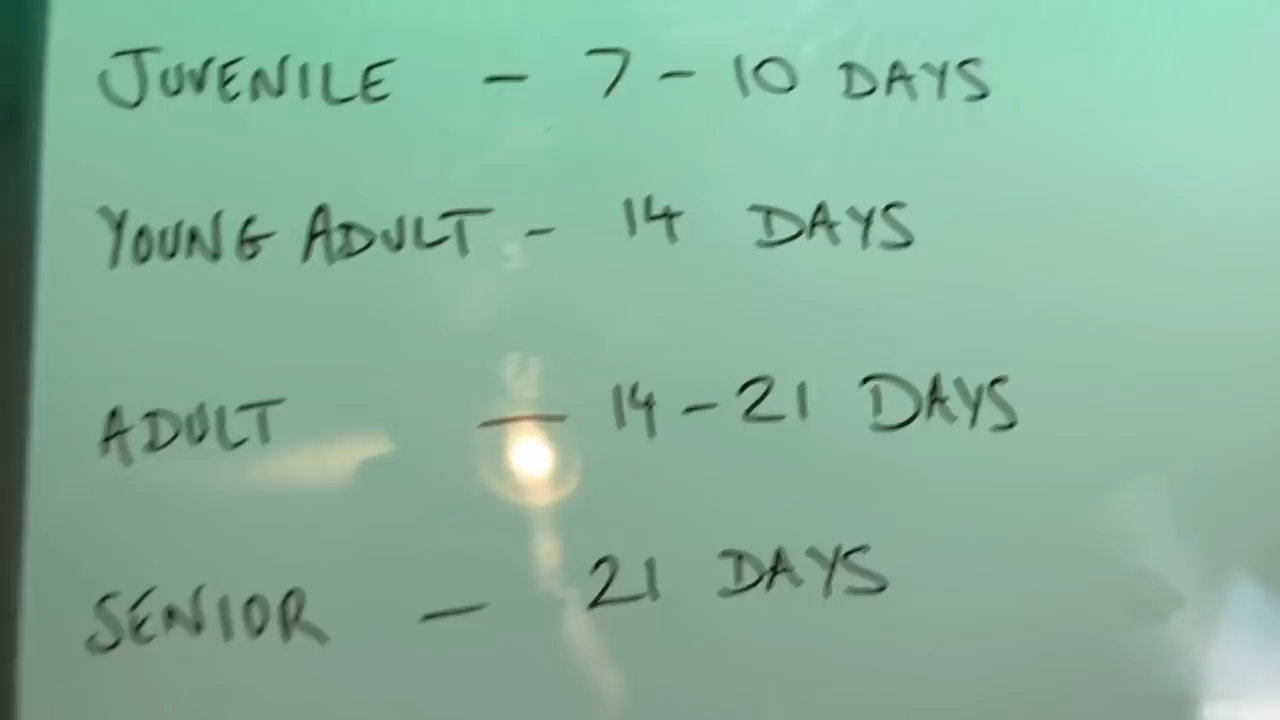 JUVENILE - 7 - 10 DAYS
YOUNG ADULT - 14 DAYS
ADULT - 14 - 21 DAYS
SENIOR - 21 DAYS